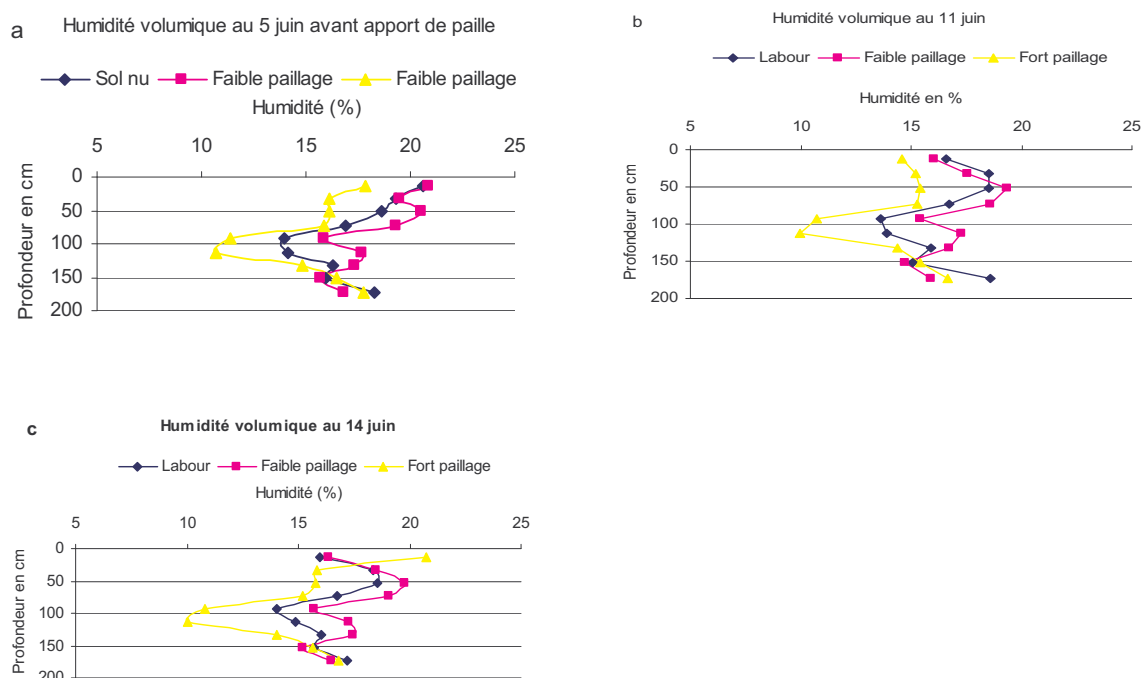 a
Humidité volumique au 5 juin avant apport de paille
Sol nu Faible paillage Faible paillage
Humidité (%)
5 10 15 20 25
Profondeur en cm
0
50
100
150
200
b
Humidité volumique au 11 juin
Labour Faible paillage Fort paillage
Humidité en %
5 10 15 20 25
Profondeur en cm
0
50
100
150
200
c
Humidité volumique au 14 juin
Labour Faible paillage Fort paillage
Humidité (%)
5 10 15 20 25
Profondeur en cm
0
50
100
150
200